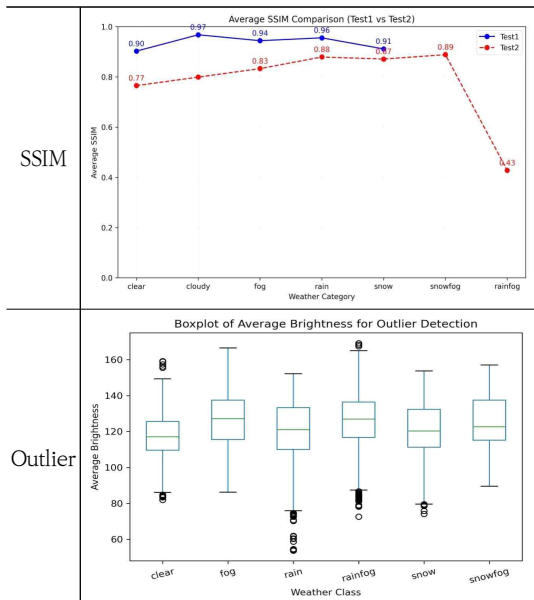 SSIM
Average SSIM Comparison (Test1 vs Test2)
Test1
Test2
Average SSIM
1.0
0.8
0.6
0.4
0.2
0.0
0.90
0.97
0.94
0.96
0.91
0.77
0.83
0.88
0.87
0.89
0.43
clear
cloudy
fog
rain
snow
snowfog
rainfog
Weather Category
Outlier
Boxplot of Average Brightness for Outlier Detection
Average Brightness
160
140
120
100
80
60
clear
fog
rain
rainfog
snow
snowfog
Weather Class